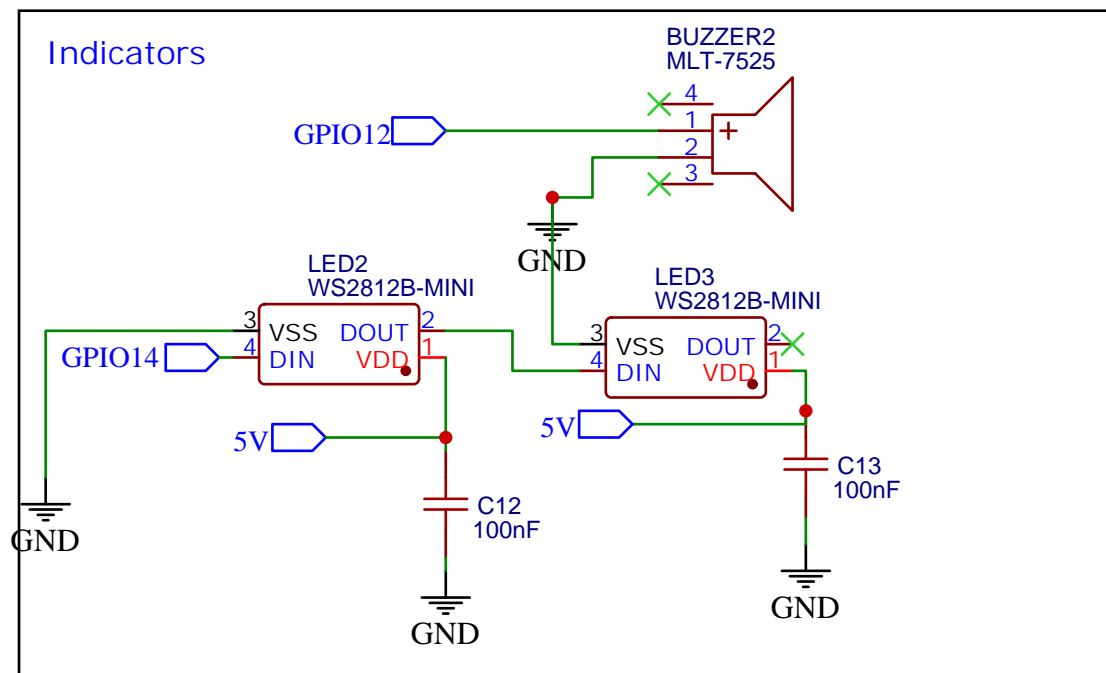 Indicators
BUZZER2
MLT-7525
4
1
+
2
3
GPIO12
GND
LED2
WS2812B-MINI
3
VSS
DOUT
2
4
DIN
VDD
1
GPIO14
LED3
WS2812B-MINI
3
VSS
DOUT
2
4
DIN
VDD
1
5V
5V
C12
100nF
C13
100nF
GND
GND
GND